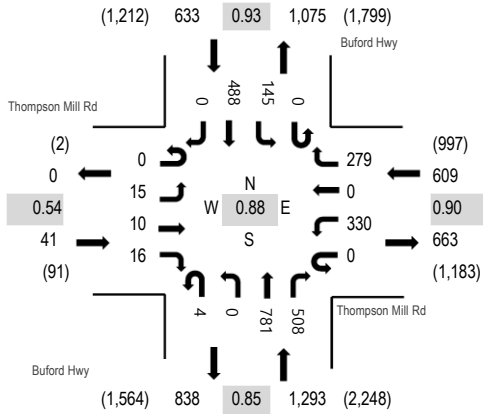 (1,212) 633 0.93 1,075 (1,799)
Buford Hwy
Thompson Mill Rd
0 488 145 0
(2)
0
0.54
41
(91)
0
15
10
16
N
W 0.88 E
S
279
0
330
0
(997)
609
0.90
663
(1,183)
4 0 781 508
Thompson Mill Rd
Buford Hwy
(1,564) 838 0.85 1,293 (2,248)